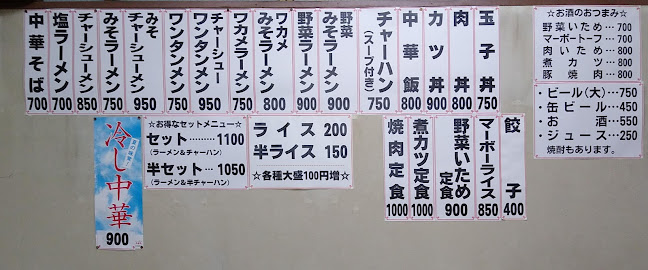 玉子丼 750
肉丼 800
カツ丼 900
中華飯 800
チャーハン(スープ付き) 750
野菜みそラーメン 900
野菜ラーメン 900
ワカメみそラーメン 800
ワカメラーメン 750
チャーシューワンタンメン 950
ワンタンメン 750
みそチャーシューメン 950
みそラーメン 750
チャーシューメン 850
塩ラーメン 700
中華そば 700
☆お酒のおつまみ☆
野菜いため…700
マーボートーフ…700
肉いため…800
煮カツ…800
豚焼肉…800
・ビール(大)…750
・缶ビール…450
・お酒…550
・ジュース…250
焼酎もあります。
餃子 400
マーボーライス 850
野菜いため定食 900
煮カツ定食 1000
焼肉定食 1000
ライス 200
半ライス 150
☆各種大盛100円増☆
☆お得なセットメニュー☆
セット………1100
(ラーメン&チャーハン)
半セット…1050
(ラーメン&半チャーハン)
冷し中華
900